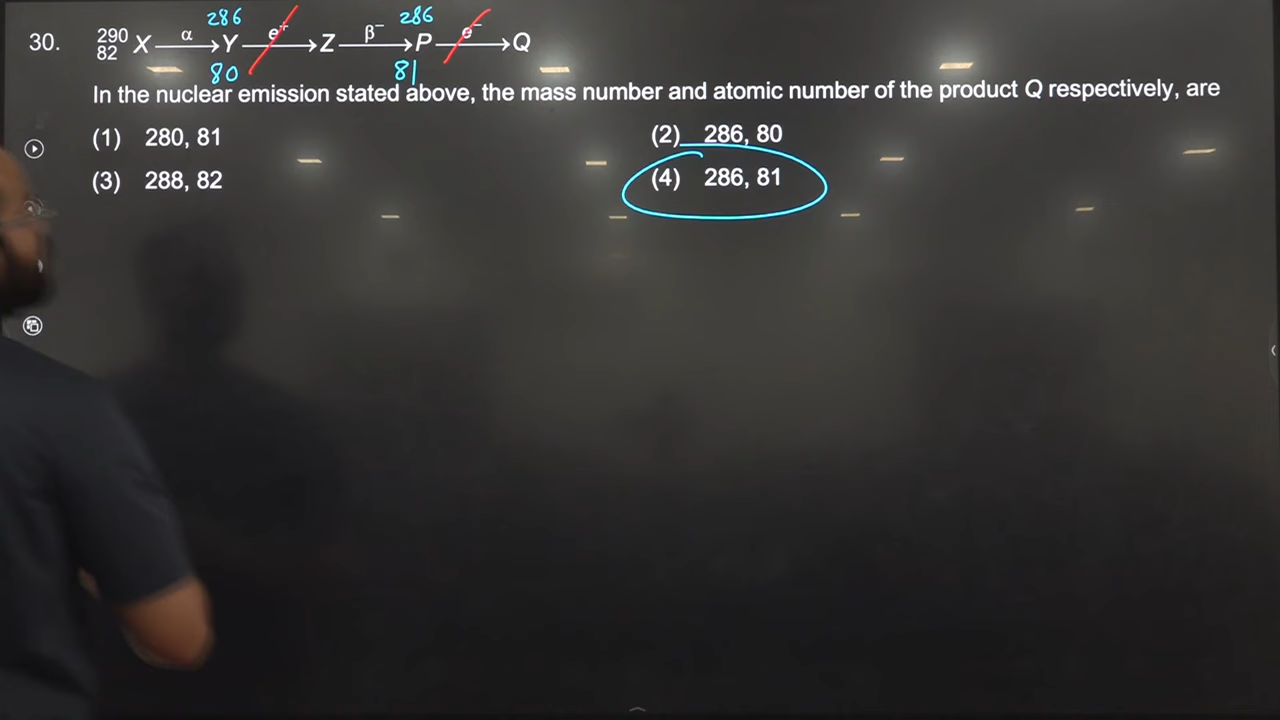 286 286
30. 290 82 X —α→ Y —e⁺→ Z —β⁻→ P —e⁻→ Q
80 81
In the nuclear emission stated above, the mass number and atomic number of the product Q respectively, are
(1) 280, 81 (2) 286, 80
(3) 288, 82 (4) 286, 81